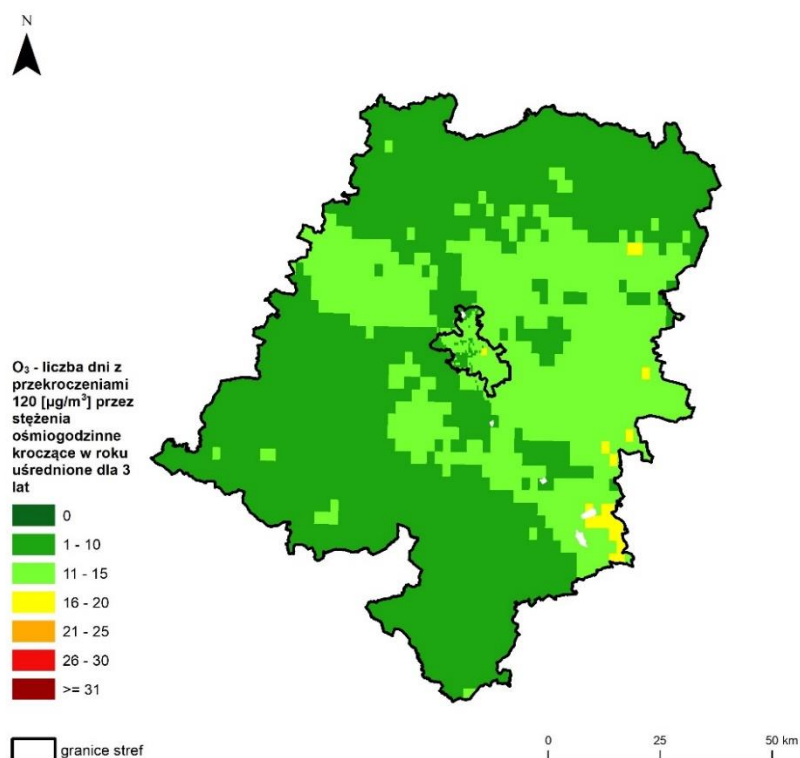 N
O₃ - liczba dni z
przekroczeniami
120 [µg/m³] przez
stężenia
ośmiogodzinne
kroczące w roku
uśrednione dla 3
lat
0
1 - 10
11 - 15
16 - 20
21 - 25
26 - 30
>= 31
granice stref
0 25 50 km